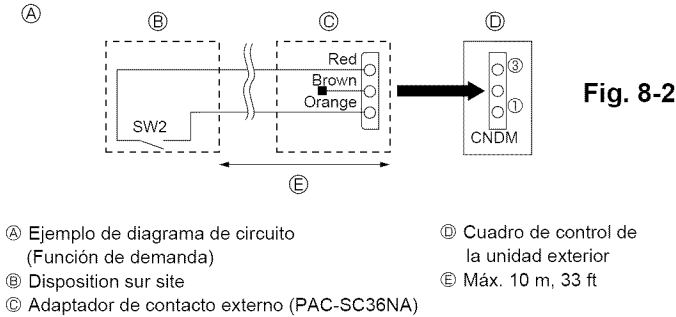 Ⓐ
Ⓑ Ⓒ Ⓓ
Red
Brown
Orange
SW2
③
①
CNDM
Fig. 8-2
Ⓔ
Ⓐ Ejemplo de diagrama de circuito
(Función de demanda)
Ⓑ Disposition sur site
Ⓒ Adaptador de contacto externo (PAC-SC36NA)
Ⓓ Cuadro de control de
la unidad exterior
Ⓔ Máx. 10 m, 33 ft